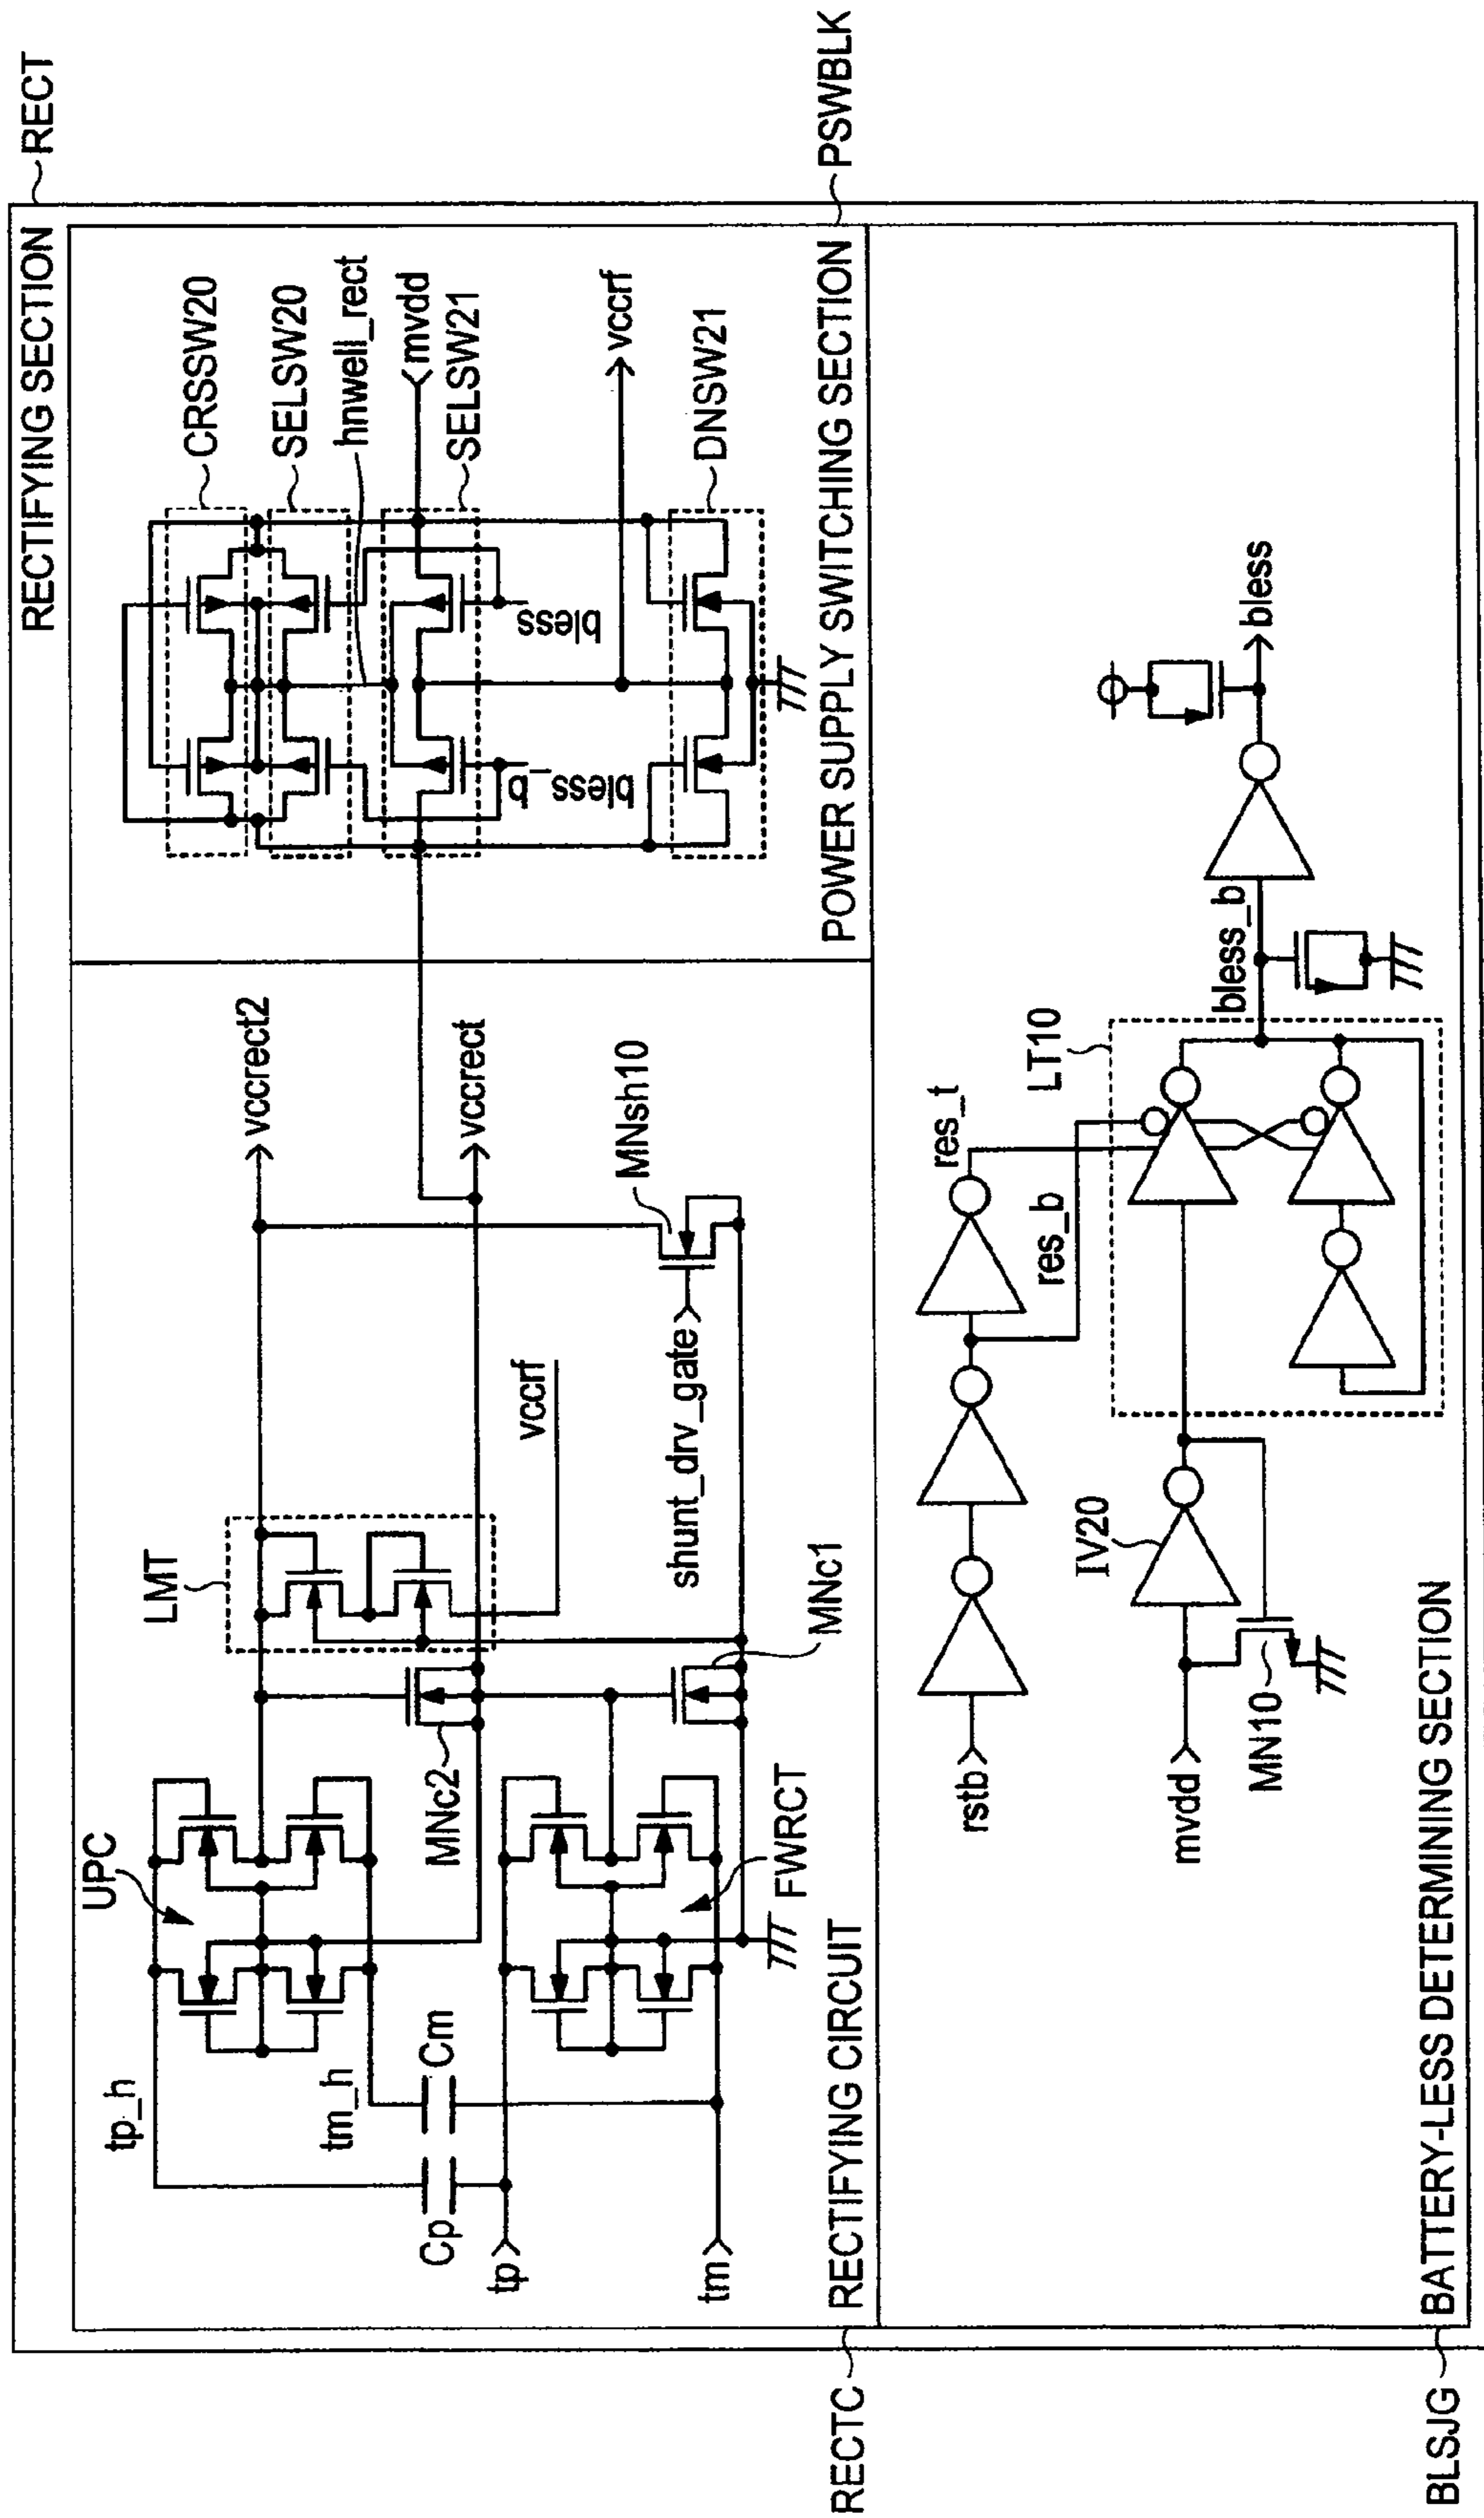 RECT
RECTIFYING SECTION
PSWBLK
CRSSW20
SELSW20
hnwell_rect
mvdd
SELSW21
vccrf
DNSW21
bless
bless_b
POWER SUPPLY SWITCHING SECTION
vccrect2
vccrect
MNsh10
shunt_drv_gate
vccrf
LMT
MNc1
MNc2
UPC
FWRCT
tp_h
tm_h
Cm
Cp
tp
tm
RECTIFYING CIRCUIT
RECTC
rstb
res_t
res_b
LT10
IV20
mvdd
MN10
bless_b
bless
BATTERY-LESS DETERMINING SECTION
BLSJG